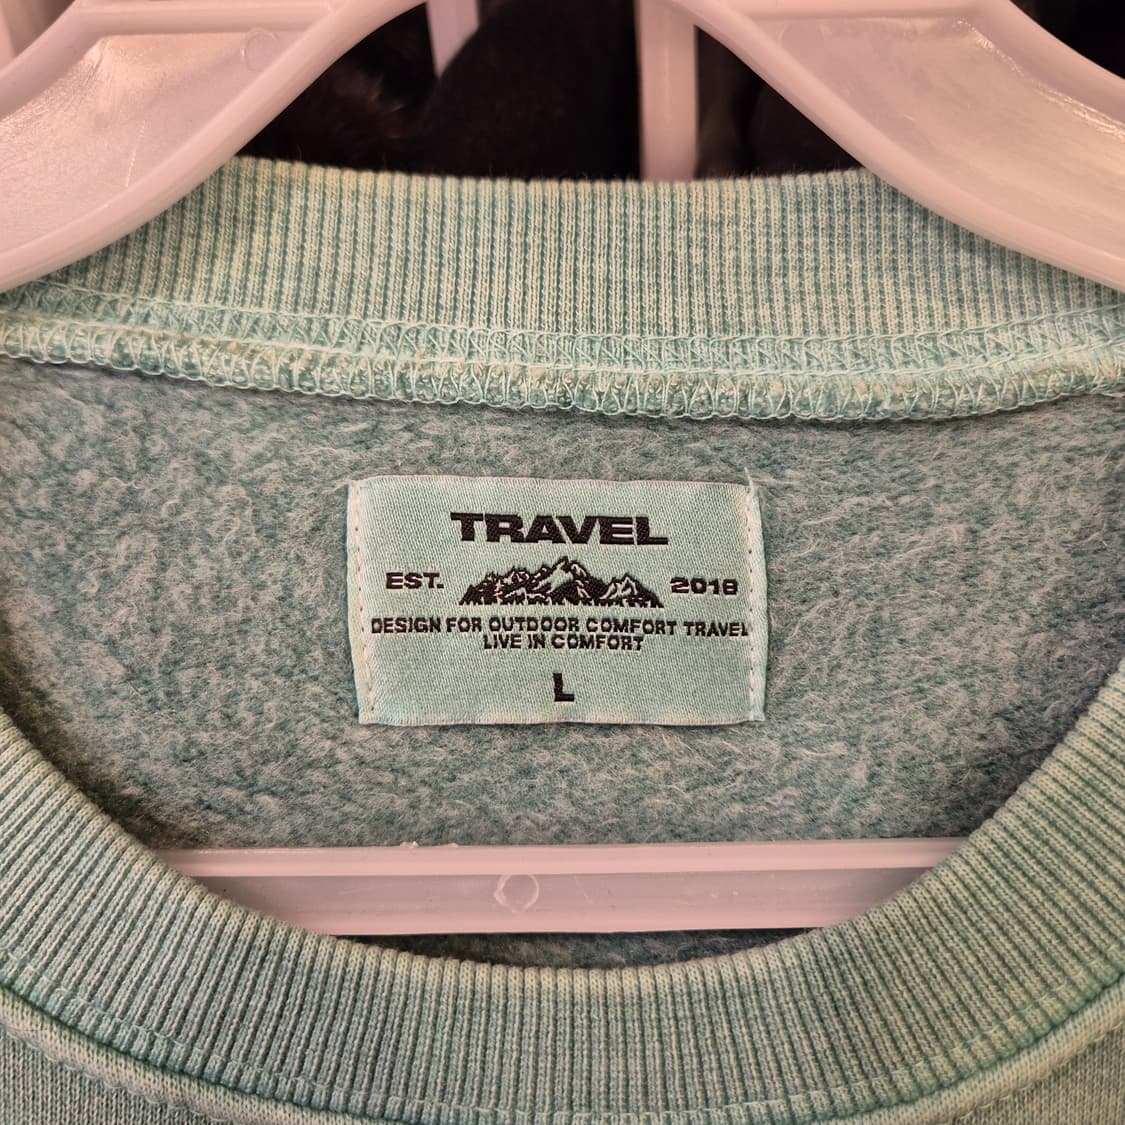 TRAVEL
EST. 2018
DESIGN FOR OUTDOOR COMFORT TRAVEL
LIVE IN COMFORT
L